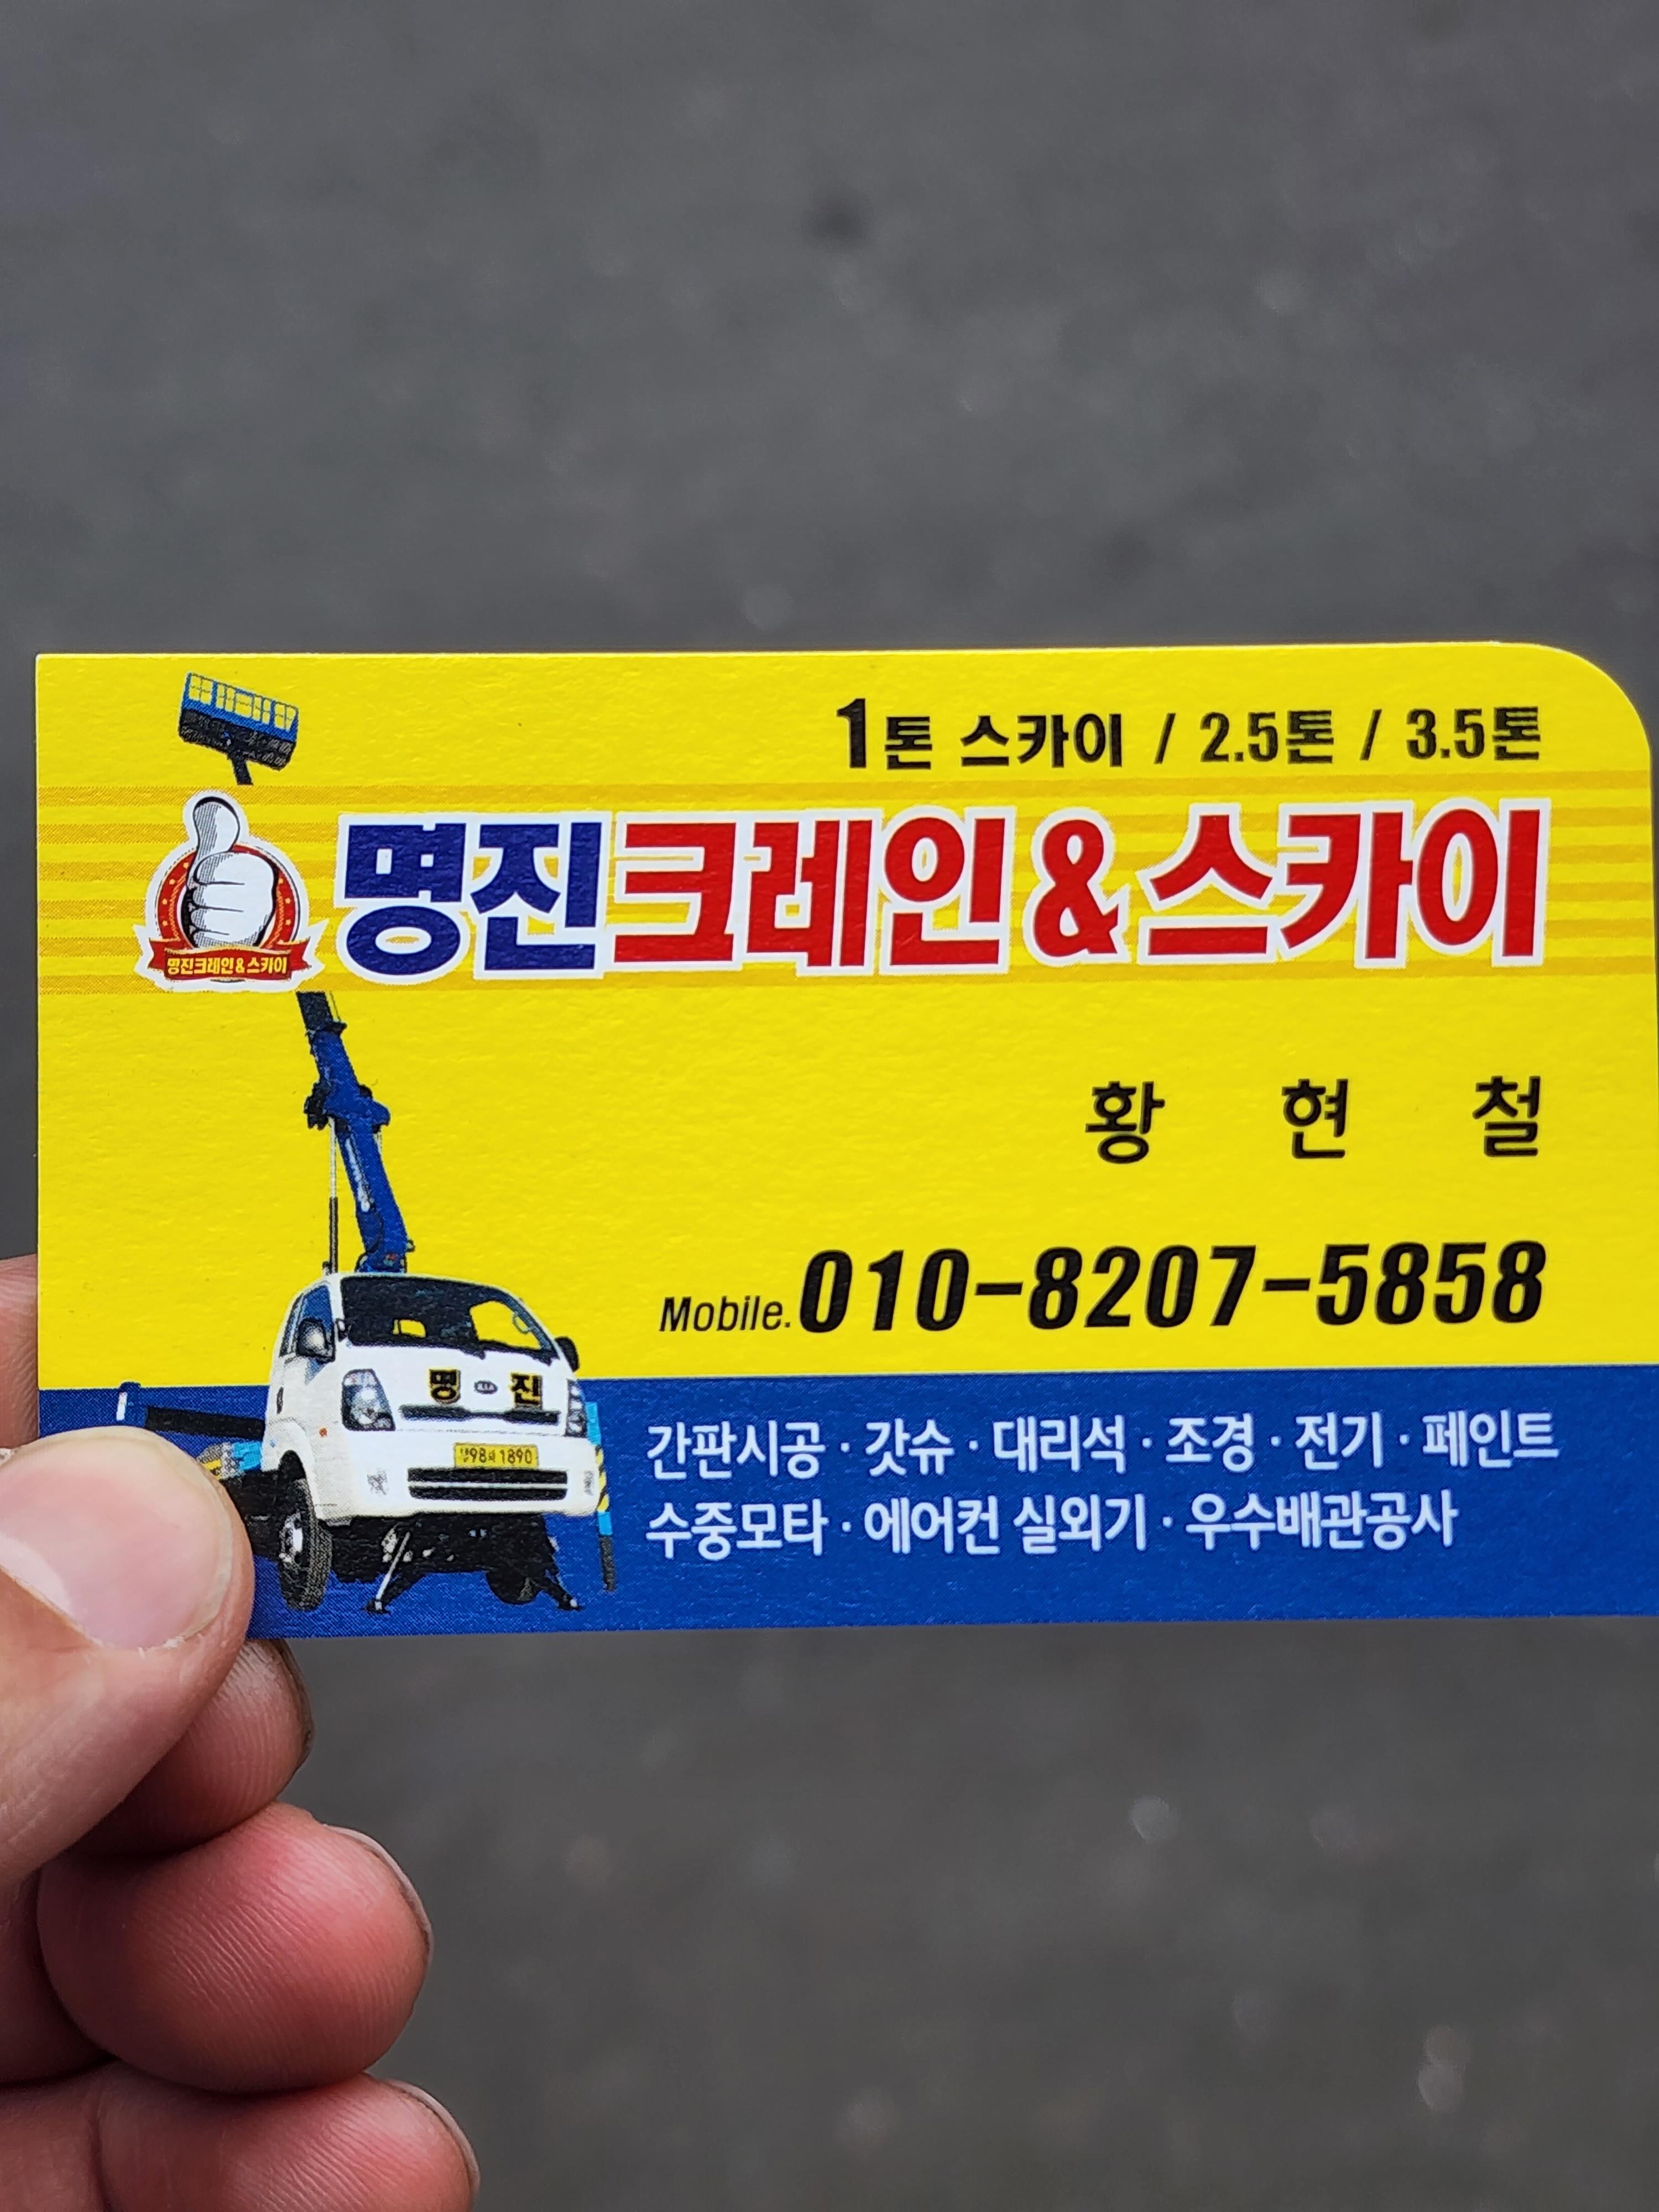 1톤 스카이 / 2.5톤 / 3.5톤
명진크레인&스카이
명진크레인&스카이
황 현 철
Mobile. 010-8207-5858
명 KIA 진
98 1890
간판시공 · 갓슈 · 대리석 · 조경 · 전기 · 페인트
수중모타 · 에어컨 실외기 · 우수배관공사